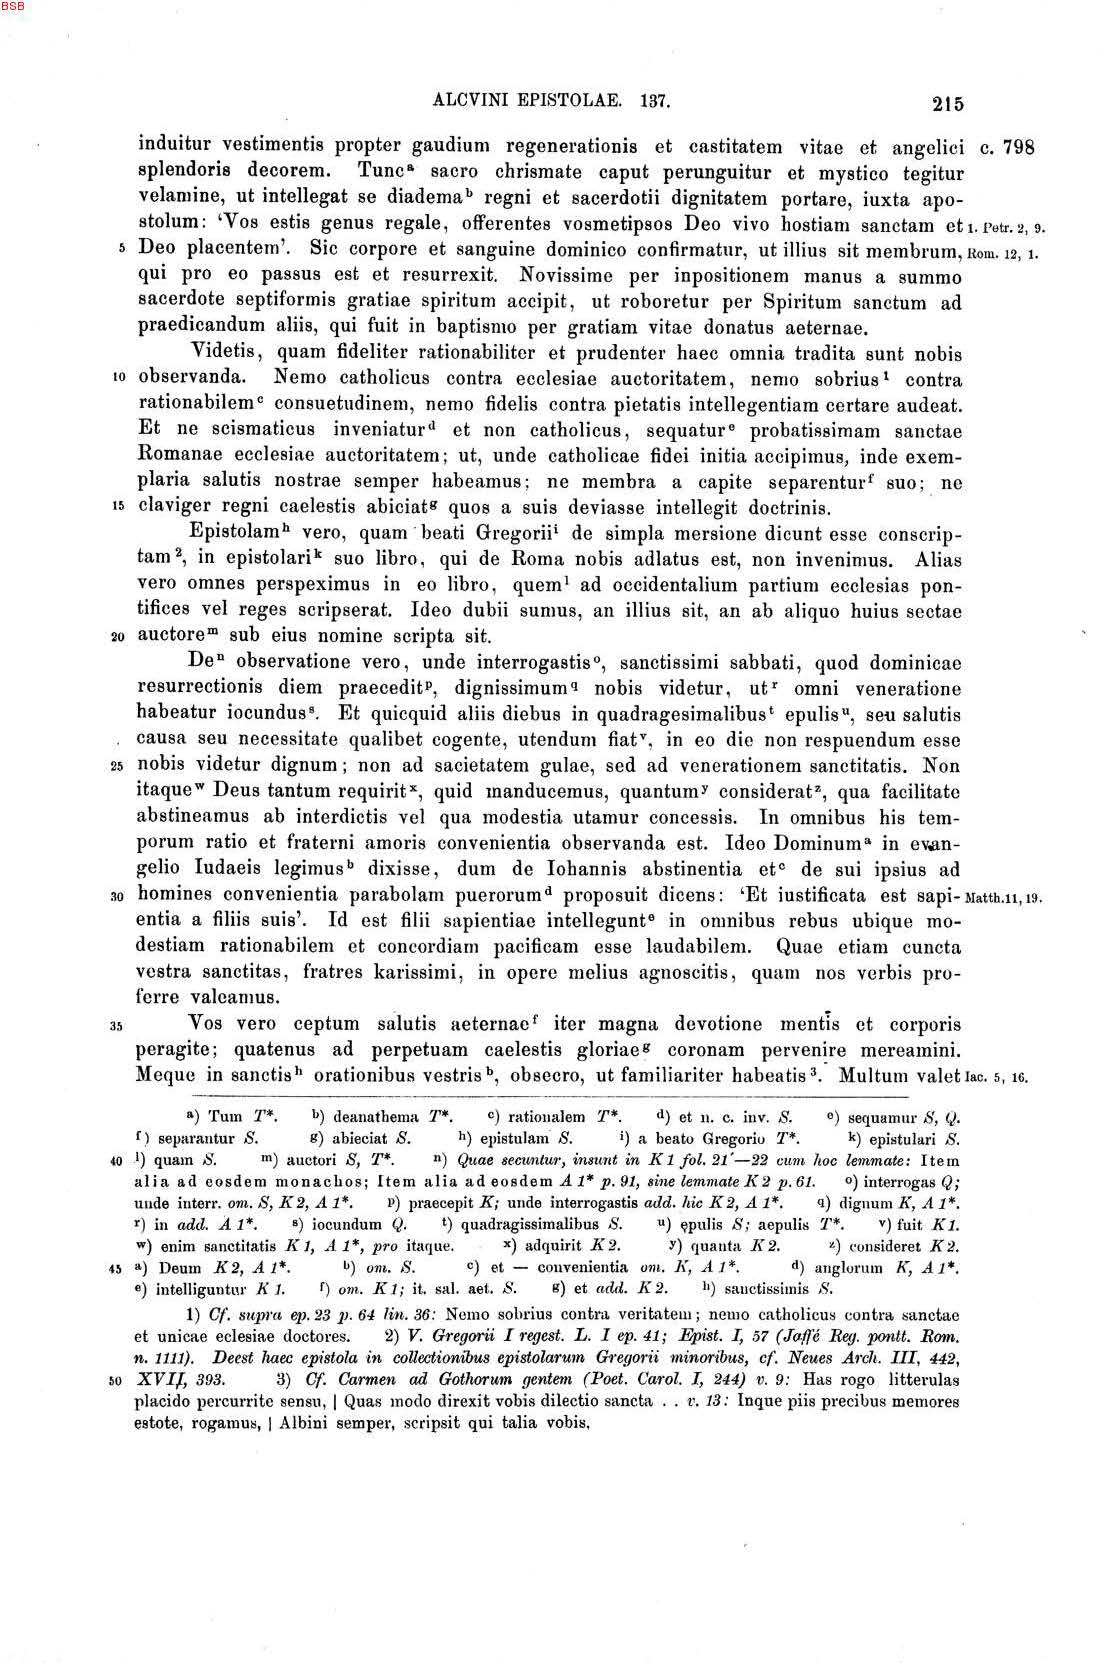 BSB
ALCVINI EPISTOLAE. 137. 215
induitur vestimentis propter gaudium regenerationis et castitatem vitae et angelici c. 798
splendoris decorem. Tunc a sacro chrismate caput perunguitur et mystico tegitur
velamine, ut intellegat se diadema b regni et sacerdotii dignitatem portare, iuxta apo-
stolum: ‘Vos estis genus regale, offerentes vosmetipsos Deo vivo hostiam sanctam et 1. Petr. 2, 9.
5 Deo placentem’. Sic corpore et sanguine dominico confirmatur, ut illius sit membrum, Rom. 12, 1.
qui pro eo passus est et resurrexit. Novissime per inpositionem manus a summo
sacerdote septiformis gratiae spiritum accipit, ut roboretur per Spiritum sanctum ad
praedicandum aliis, qui fuit in baptismo per gratiam vitae donatus aeternae.
Videtis, quam fideliter rationabiliter et prudenter haec omnia tradita sunt nobis
10 observanda. Nemo catholicus contra ecclesiae auctoritatem, nemo sobrius 1 contra
rationabilem c consuetudinem, nemo fidelis contra pietatis intellegentiam certare audeat.
Et ne scismaticus inveniatur d et non catholicus, sequatur e probatissimam sanctae
Romanae ecclesiae auctoritatem; ut, unde catholicae fidei initia accipimus, inde exem-
plaria salutis nostrae semper habeamus; ne membra a capite separentur f suo; ne
15 claviger regni caelestis abiciat g quos a suis deviasse intellegit doctrinis.
Epistolam h vero, quam beati Gregorii i de simpla mersione dicunt esse conscrip-
tam 2, in epistolari k suo libro, qui de Roma nobis adlatus est, non invenimus. Alias
vero omnes perspeximus in eo libro, quem l ad occidentalium partium ecclesias pon-
tifices vel reges scripserat. Ideo dubii sumus, an illius sit, an ab aliquo huius sectae
20 auctore m sub eius nomine scripta sit.
De n observatione vero, unde interrogastis o, sanctissimi sabbati, quod dominicae
resurrectionis diem praecedit p, dignissimum q nobis videtur, ut r omni veneratione
habeatur iocundus s. Et quicquid aliis diebus in quadragesimalibus t epulis u, seu salutis
causa seu necessitate qualibet cogente, utendum fiat v, in eo die non respuendum esse
25 nobis videtur dignum; non ad sacietatem gulae, sed ad venerationem sanctitatis. Non
itaque w Deus tantum requirit x, quid manducemus, quantum y considerat z, qua facilitate
abstineamus ab interdictis vel qua modestia utamur concessis. In omnibus his tem-
porum ratio et fraterni amoris convenientia observanda est. Ideo Dominum a in evan-
gelio Iudaeis legimus b dixisse, dum de Iohannis abstinentia et c de sui ipsius ad
30 homines convenientia parabolam puerorum d proposuit dicens: ‘Et iustificata est sapi- Matth. 11, 19.
entia a filiis suis’. Id est filii sapientiae intellegunt e in omnibus rebus ubique mo-
destiam rationabilem et concordiam pacificam esse laudabilem. Quae etiam cuncta
vestra sanctitas, fratres karissimi, in opere melius agnoscitis, quam nos verbis pro-
ferre valeamus.
35 Vos vero ceptum salutis aeternae f iter magna devotione mentis et corporis
peragite; quatenus ad perpetuam caelestis gloriae g coronam pervenire mereamini.
Meque in sanctis h orationibus vestris b, obsecro, ut familiariter habeatis 3. Multum valet Iac. 5, 16.
a) Tum T*. b) deanathema T*. c) rationalem T*. d) et n. c. inv. S. e) sequamur S, Q.
f) separantur S. g) abieciat S. h) epistulam S. i) a beato Gregorio T*. k) epistulari S.
40 l) quam S. m) auctori S, T*. n) Quae secuntur, insunt in K 1 fol. 21′—22 cum hoc lemmate: Item
alia ad eosdem monachos; Item alia ad eosdem A 1* p. 91, sine lemmate K 2 p. 61. o) interrogas Q;
unde interr. om. S, K 2, A 1*. p) praecepit K; unde interrogastis add. hic K 2, A 1*. q) dignum K, A 1*.
r) in add. A 1*. s) iocundum Q. t) quadragissimalibus S. u) ępulis S; aepulis T*. v) fuit K 1.
w) enim sanctitatis K 1, A 1*, pro itaque. x) adquirit K 2. y) quanta K 2. z) consideret K 2.
45 a) Deum K 2, A 1*. b) om. S. c) et — convenientia om. K, A 1*. d) anglorum K, A 1*.
e) intelliguntur K 1. f) om. K 1; it. sal. aet. S. g) et add. K 2. h) sanctissimis S.
1) Cf. supra ep. 23 p. 64 lin. 36: Nemo sobrius contra veritatem; nemo catholicus contra sanctae
et unicae eclesiae doctores. 2) V. Gregorii I regest. L. I ep. 41; Epist. I, 57 (Jaffé Reg. pontt. Rom.
n. 1111). Deest haec epistola in collectionibus epistolarum Gregorii minoribus, cf. Neues Arch. III, 442,
50 XVII, 393. 3) Cf. Carmen ad Gothorum gentem (Poet. Carol. I, 244) v. 9: Has rogo litterulas
placido percurrite sensu, | Quas modo direxit vobis dilectio sancta . . v. 13: Inque piis precibus memores
estote, rogamus, | Albini semper, scripsit qui talia vobis,